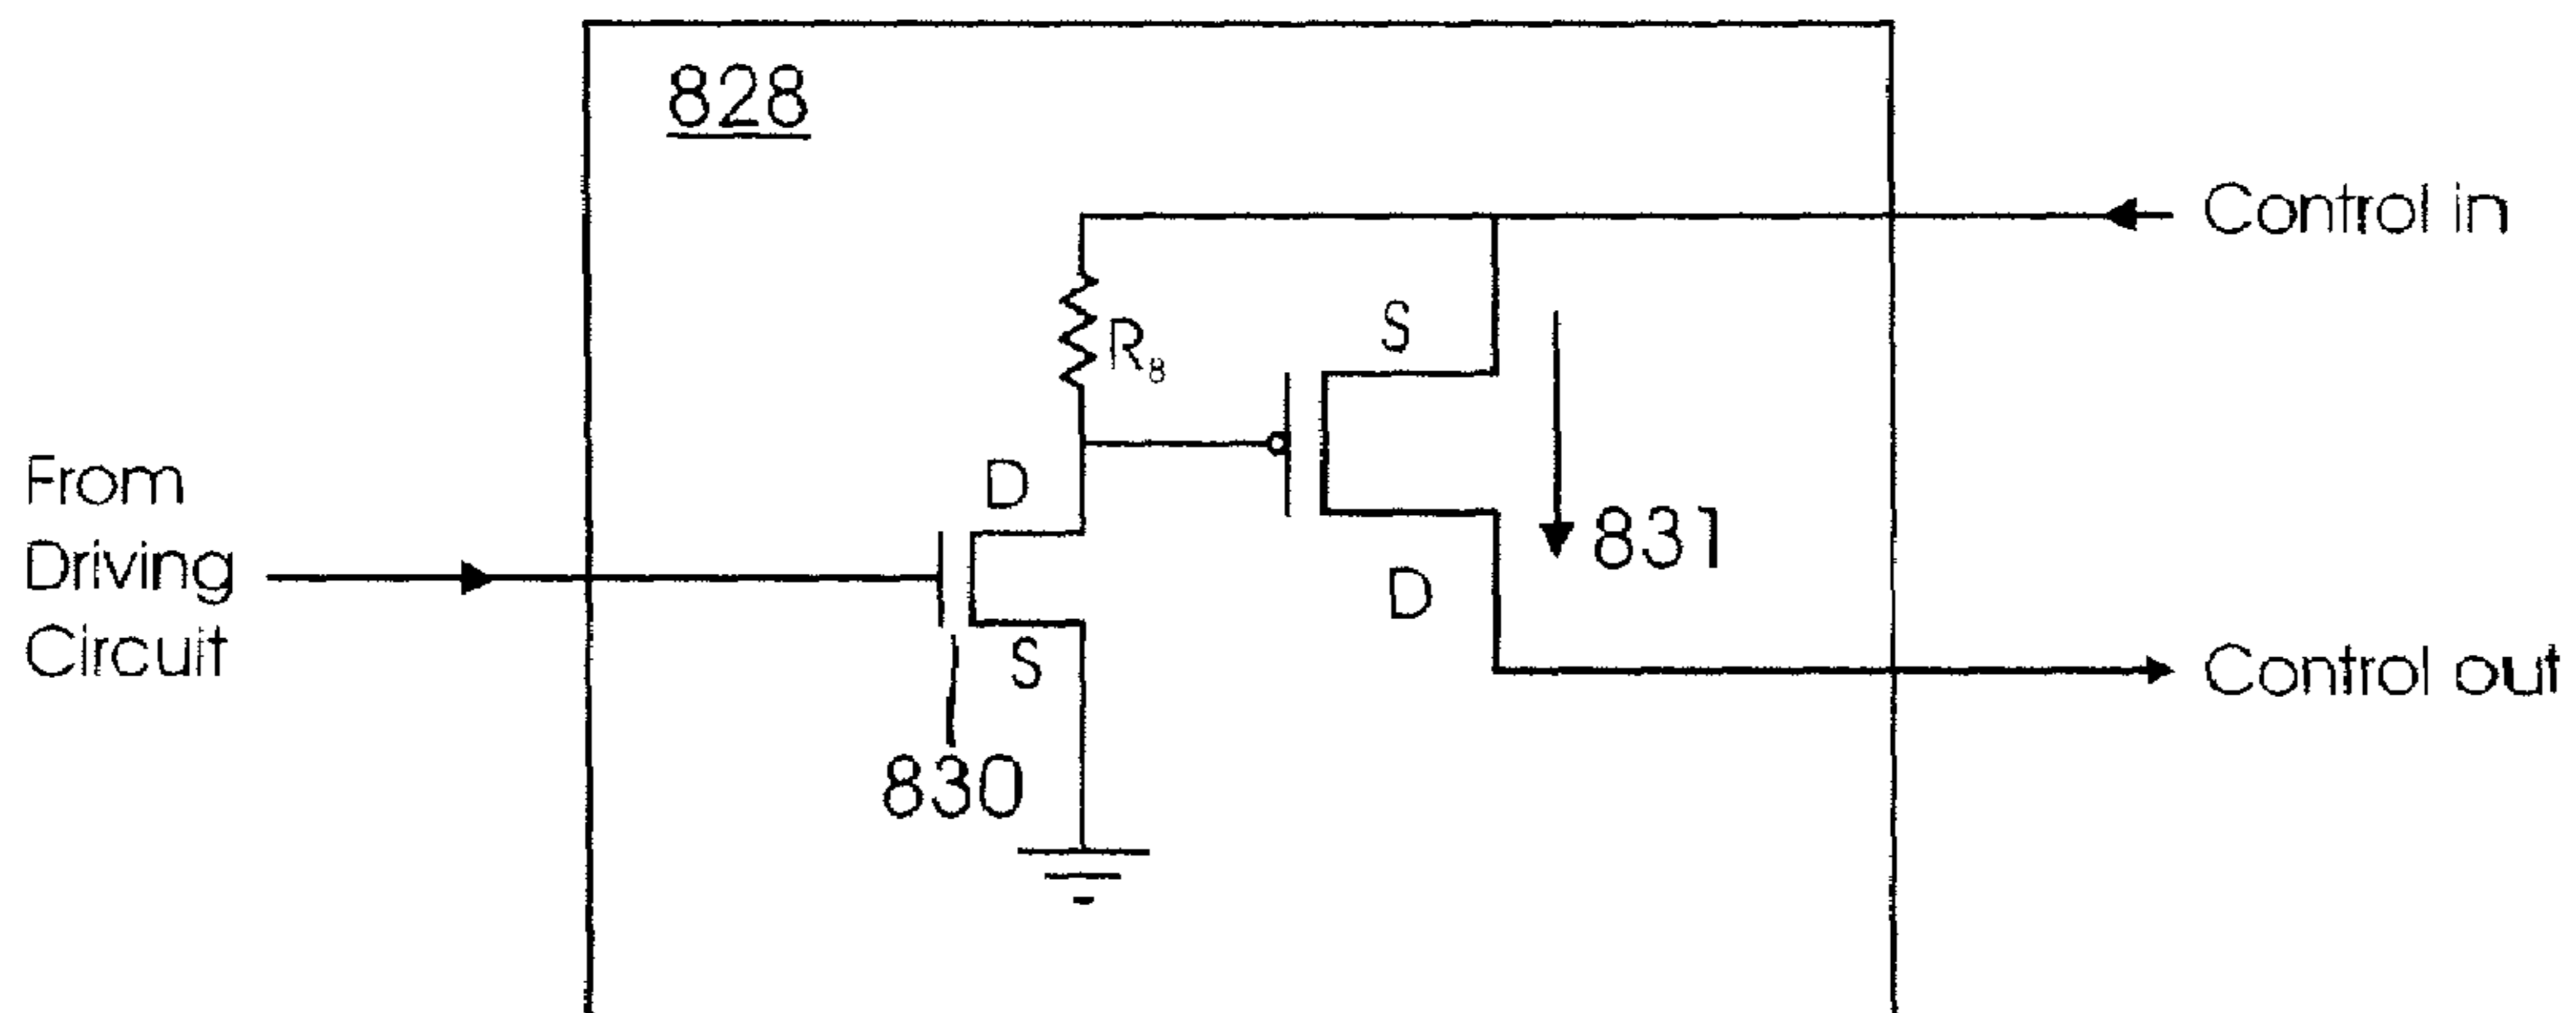 828
Control in
S
R₈
From
Driving
Circuit
D
831
D
S
Control out
830